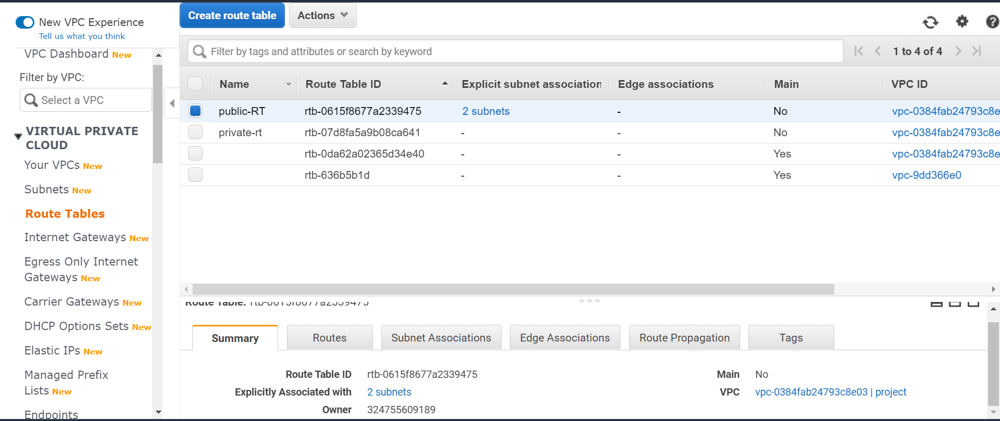 New VPC Experience
Tell us what you think
VPC Dashboard New
Filter by VPC:
Select a VPC
VIRTUAL PRIVATE
CLOUD
Your VPCs New
Subnets New
Route Tables
Internet Gateways New
Egress Only Internet
Gateways New
Carrier Gateways New
DHCP Options Sets New
Elastic IPs New
Managed Prefix
Lists New
Endpoints
Create route table Actions
Filter by tags and attributes or search by keyword
1 to 4 of 4
Name Route Table ID Explicit subnet association Edge associations Main VPC ID
public-RT rtb-0615f8677a2339475 2 subnets - No vpc-0384fab24793c8e
private-rt rtb-07d8fa5a9b08ca641 - - No vpc-0384fab24793c8e
rtb-0da62a02365d34e40 - - Yes vpc-0384fab24793c8e
rtb-636b5b1d - - Yes vpc-9dd366e0
Route Table: rtb-0615f8677a2339475
Summary Routes Subnet Associations Edge Associations Route Propagation Tags
Route Table ID rtb-0615f8677a2339475 Main No
Explicitly Associated with 2 subnets VPC vpc-0384fab24793c8e03 | project
Owner 324755609189